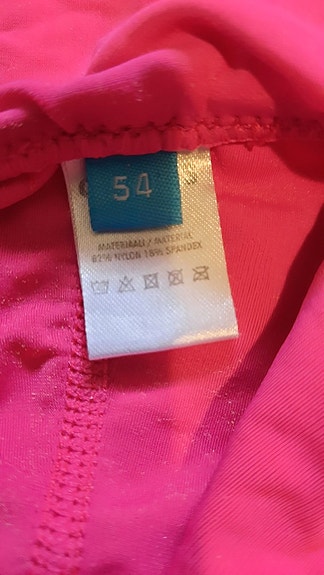 54
MATERIAALI / MATERIAL
82% NYLON 18% SPANDEX